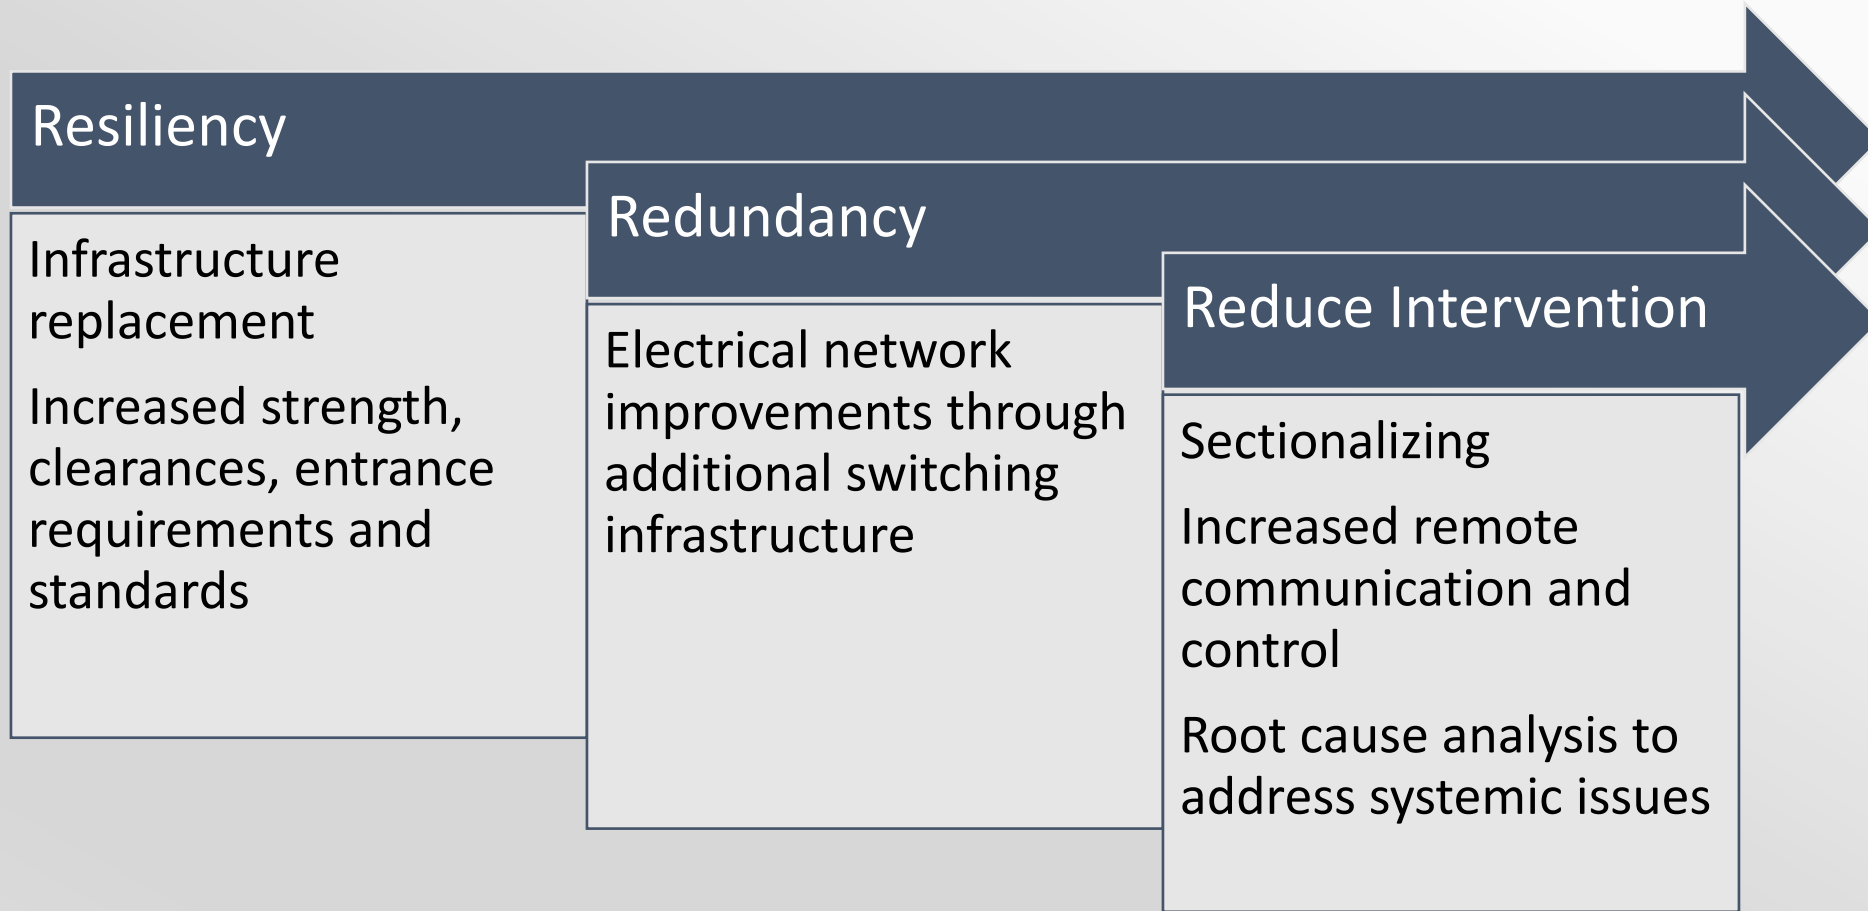 Resiliency
Infrastructure
replacement
Increased strength,
clearances, entrance
requirements and
standards
Redundancy
Electrical network
improvements through
additional switching
infrastructure
Reduce Intervention
Sectionalizing
Increased remote
communication and
control
Root cause analysis to
address systemic issues